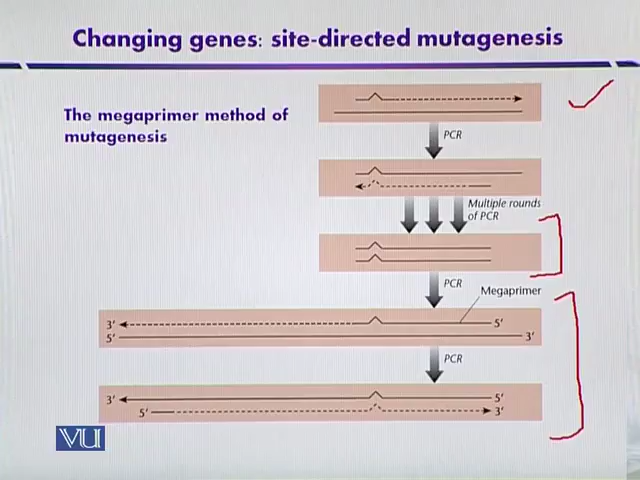 Changing genes: site-directed mutagenesis
The megaprimer method of
mutagenesis
PCR
Multiple rounds
of PCR
PCR
Megaprimer
3′ 5′
5′ 3′
PCR
3′ 5′
5′ 3′
VU